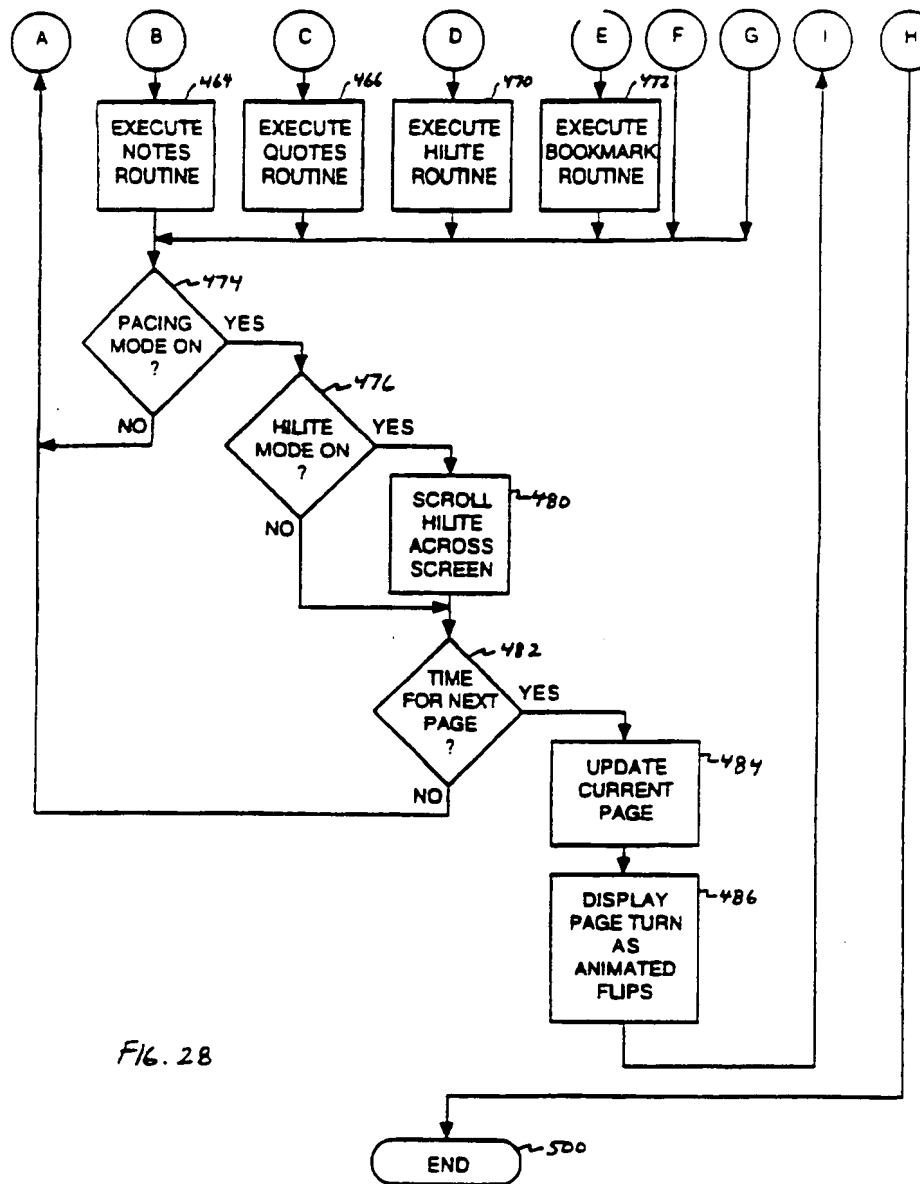 A B C D E F G I H
464 466 470 472
EXECUTE
NOTES
ROUTINE
EXECUTE
QUOTES
ROUTINE
EXECUTE
HILITE
ROUTINE
EXECUTE
BOOKMARK
ROUTINE
474
PACING
MODE ON
?
YES
NO
476
HILITE
MODE ON
?
YES
NO
480
SCROLL
HILITE
ACROSS
SCREEN
482
TIME
FOR NEXT
PAGE
?
YES
NO
484
UPDATE
CURRENT
PAGE
486
DISPLAY
PAGE TURN
AS
ANIMATED
FLIPS
FIG. 28
500
END